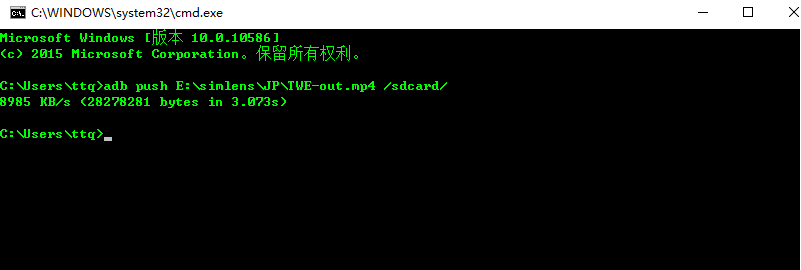 C:\WINDOWS\system32\cmd.exe
Microsoft Windows [版本 10.0.10586]
(c) 2015 Microsoft Corporation。保留所有权利。
C:\Users\ttq>adb push E:\simlens\JP\TWE-out.mp4 /sdcard/
8985 KB/s (28278281 bytes in 3.073s)
C:\Users\ttq>